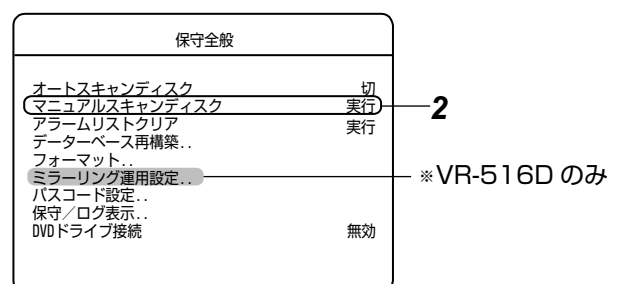 保守全般
オートスキャンディスク 切
マニュアルスキャンディスク 実行 2
アラームリストクリア 実行
データーベース再構築..
フォーマット..
ミラーリング運用設定.. ※VR-516D のみ
パスコード設定..
保守／ログ表示..
DVDドライブ接続 無効